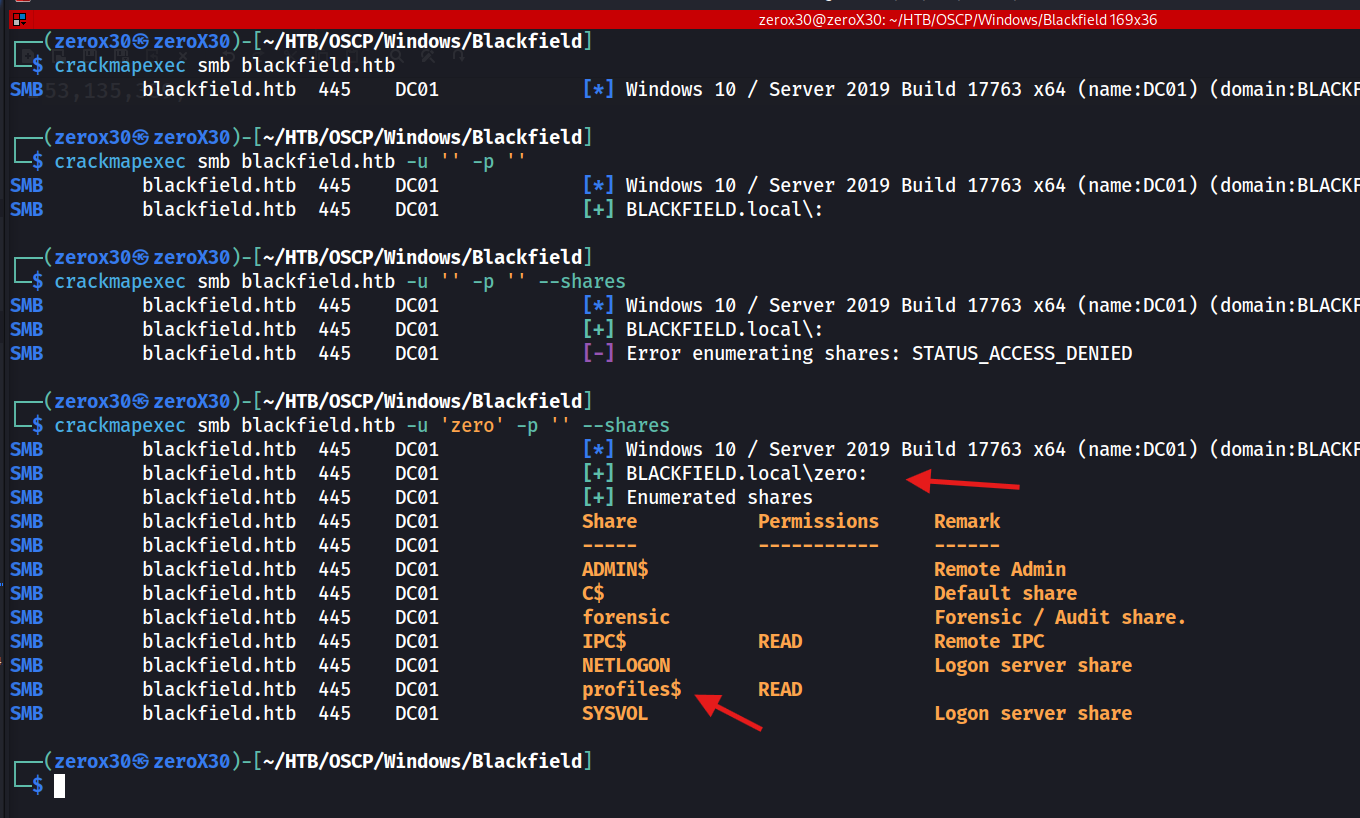 zerox30@zeroX30: ~/HTB/OSCP/Windows/Blackfield 169x36
┌──(zerox30㉿zeroX30)-[~/HTB/OSCP/Windows/Blackfield]
└─$ crackmapexec smb blackfield.htb
SMB         blackfield.htb  445    DC01             [*] Windows 10 / Server 2019 Build 17763 x64 (name:DC01) (domain:BLACKF
┌──(zerox30㉿zeroX30)-[~/HTB/OSCP/Windows/Blackfield]
└─$ crackmapexec smb blackfield.htb -u '' -p ''
SMB         blackfield.htb  445    DC01             [*] Windows 10 / Server 2019 Build 17763 x64 (name:DC01) (domain:BLACKF
SMB         blackfield.htb  445    DC01             [+] BLACKFIELD.local\:
┌──(zerox30㉿zeroX30)-[~/HTB/OSCP/Windows/Blackfield]
└─$ crackmapexec smb blackfield.htb -u '' -p '' --shares
SMB         blackfield.htb  445    DC01             [*] Windows 10 / Server 2019 Build 17763 x64 (name:DC01) (domain:BLACKF
SMB         blackfield.htb  445    DC01             [+] BLACKFIELD.local\:
SMB         blackfield.htb  445    DC01             [-] Error enumerating shares: STATUS_ACCESS_DENIED
┌──(zerox30㉿zeroX30)-[~/HTB/OSCP/Windows/Blackfield]
└─$ crackmapexec smb blackfield.htb -u 'zero' -p '' --shares
SMB         blackfield.htb  445    DC01             [*] Windows 10 / Server 2019 Build 17763 x64 (name:DC01) (domain:BLACKF
SMB         blackfield.htb  445    DC01             [+] BLACKFIELD.local\zero:
SMB         blackfield.htb  445    DC01             [+] Enumerated shares
SMB         blackfield.htb  445    DC01             Share           Permissions     Remark
SMB         blackfield.htb  445    DC01             -----           -----------     ------
SMB         blackfield.htb  445    DC01             ADMIN$                          Remote Admin
SMB         blackfield.htb  445    DC01             C$                              Default share
SMB         blackfield.htb  445    DC01             forensic                        Forensic / Audit share.
SMB         blackfield.htb  445    DC01             IPC$            READ            Remote IPC
SMB         blackfield.htb  445    DC01             NETLOGON                        Logon server share
SMB         blackfield.htb  445    DC01             profiles$       READ
SMB         blackfield.htb  445    DC01             SYSVOL                          Logon server share
┌──(zerox30㉿zeroX30)-[~/HTB/OSCP/Windows/Blackfield]
└─$